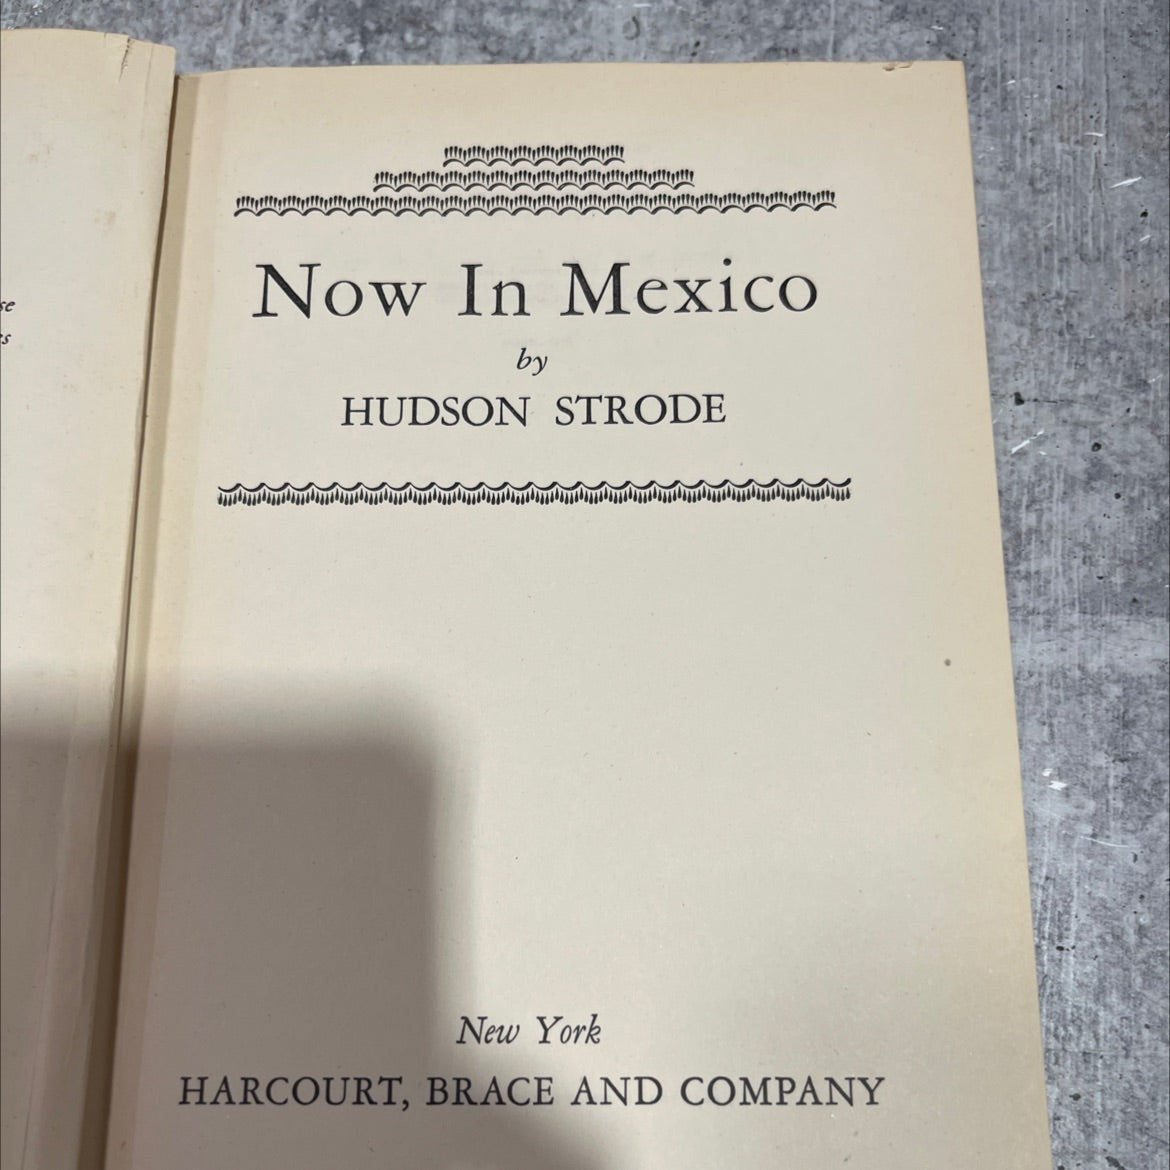 Now In Mexico
by
HUDSON STRODE
New York
HARCOURT, BRACE AND COMPANY